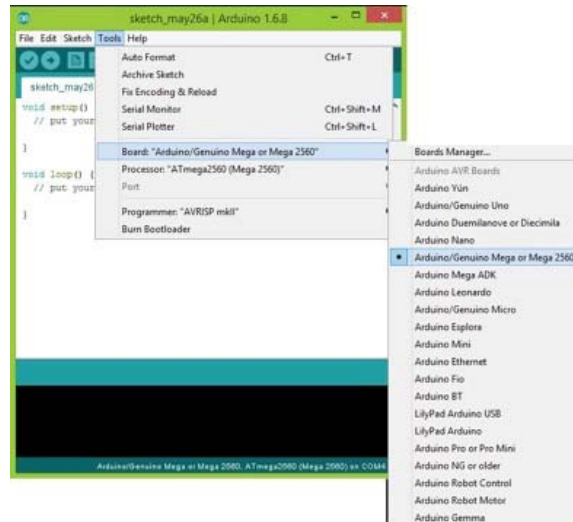 sketch_may26a | Arduino 1.6.8
File Edit Sketch Tools Help
sketch_may26
void setup()
// put your
}
void loop() {
// put your
}
Auto Format Ctrl+T
Archive Sketch
Fix Encoding & Reload
Serial Monitor Ctrl+Shift+M
Serial Plotter Ctrl+Shift+L
Board: "Arduino/Genuino Mega or Mega 2560"
Processor: "ATmega2560 (Mega 2560)"
Port
Programmer: "AVRISP mkII"
Burn Bootloader
Boards Manager...
Arduino AVR Boards
Arduino Yún
Arduino/Genuino Uno
Arduino Duemilanove or Diecimila
Arduino Nano
Arduino/Genuino Mega or Mega 2560
Arduino Mega ADK
Arduino Leonardo
Arduino/Genuino Micro
Arduino Esplora
Arduino Mini
Arduino Ethernet
Arduino Fio
Arduino BT
LilyPad Arduino USB
LilyPad Arduino
Arduino Pro or Pro Mini
Arduino NG or older
Arduino Robot Control
Arduino Robot Motor
Arduino Gemma
Arduino/Genuino Mega or Mega 2560, ATmega2560 (Mega 2560) on COM4